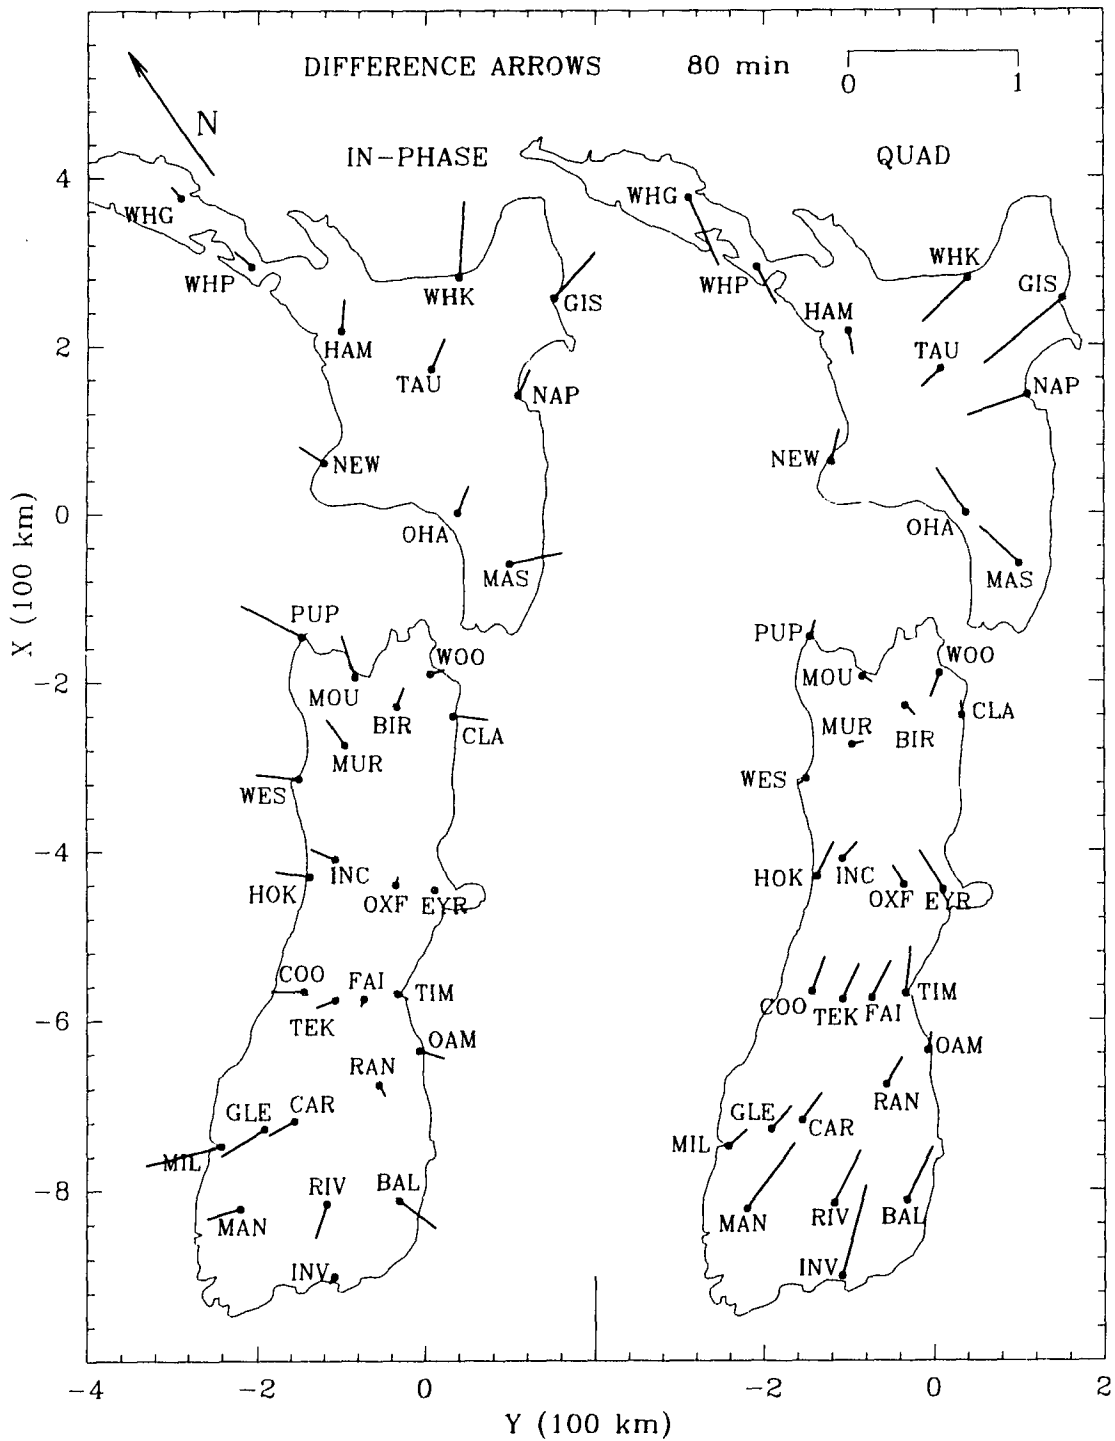 DIFFERENCE ARROWS 80 min 0 1
N
IN-PHASE QUAD
4
WHG WHG
WHP WHK WHP WHK
GIS GIS
HAM HAM
2
TAU TAU
NAP NAP
NEW NEW
0
OHA OHA
MAS MAS
X (100 km)
PUP PUP
WOO WOO
-2
MOU MOU
BIR CLA BIR CLA
MUR MUR
WES WES
-4
INC INC
HOK OXF EYR HOK OXF EYR
COO FAI TIM COO FAI TIM
TEK TEK
-6
OAM OAM
RAN RAN
GLE CAR GLE CAR
MIL MIL
-8
RIV BAL RIV BAL
MAN MAN
INV INV
-4 -2 0 -2 0 2
Y (100 km)